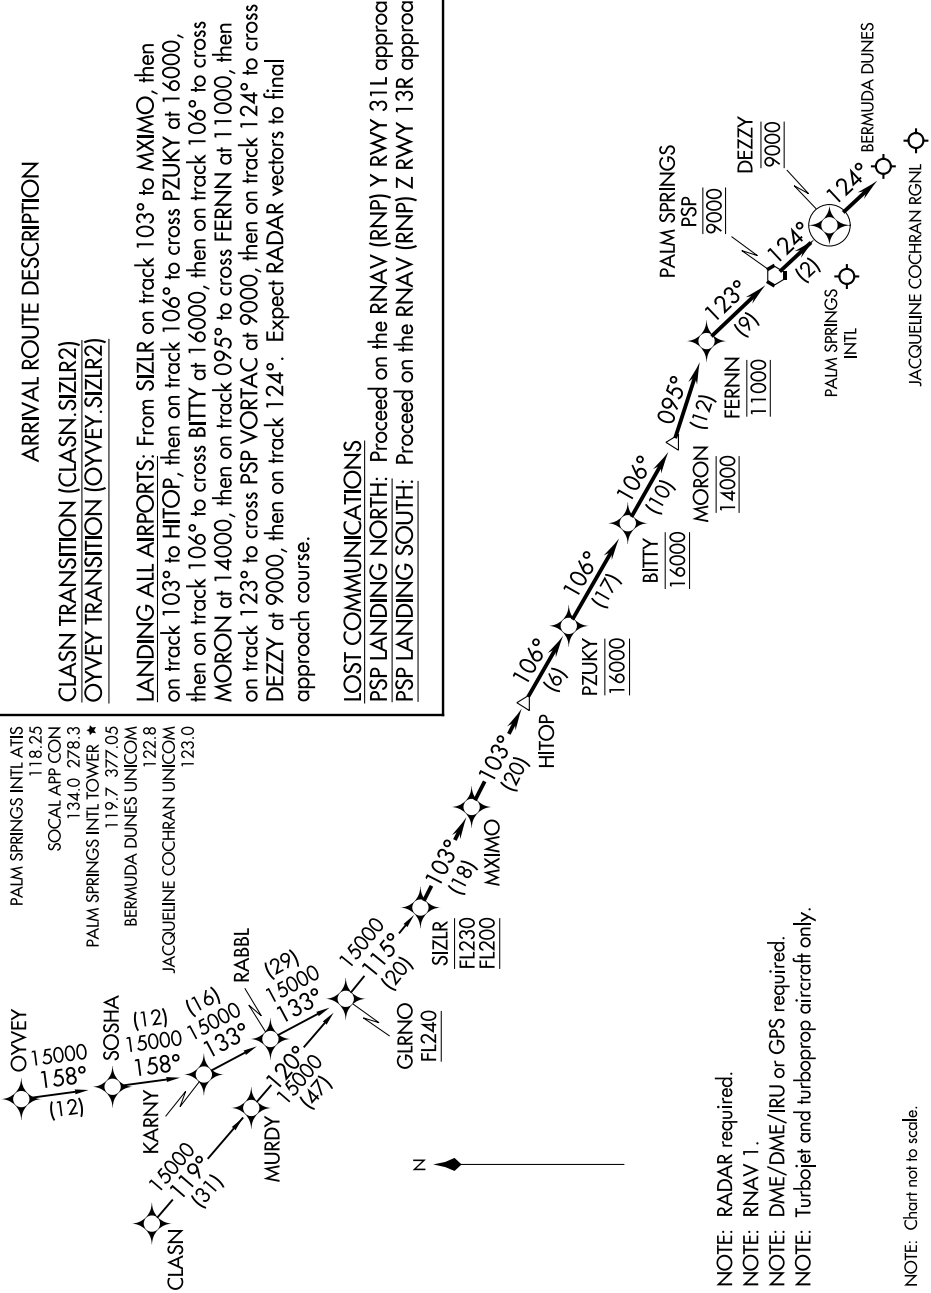 ARRIVAL ROUTE DESCRIPTION
CLASN TRANSITION (CLASN.SIZLR2)
OYVEY TRANSITION (OYVEY.SIZLR2)
LANDING ALL AIRPORTS: From SIZLR on track 103° to MXIMO, then
on track 103° to HITOP, then on track 106° to cross PZUKY at 16000,
then on track 106° to cross BITTY at 16000, then on track 106° to cross
MORON at 14000, then on track 095° to cross FERNN at 11000, then
on track 123° to cross PSP VORTAC at 9000, then on track 124° to cross
DEZZY at 9000, then on track 124°. Expect RADAR vectors to final
approach course.
LOST COMMUNICATIONS
PSP LANDING NORTH: Proceed on the RNAV (RNP) Y RWY 31L approa
PSP LANDING SOUTH: Proceed on the RNAV (RNP) Z RWY 13R approa
PALM SPRINGS INTL ATIS
118.25
SOCAL APP CON
134.0 278.3
PALM SPRINGS INTL TOWER ★
119.7 377.05
BERMUDA DUNES UNICOM
122.8
JACQUELINE COCHRAN UNICOM
123.0
OYVEY
15000
158°
(12)
SOSHA
(12)
15000
158°
KARNY
(16)
15000
133°
RABBL
(29)
15000
133°
CLASN
15000
119°
(31)
MURDY
120°
15000
(47)
GLRNO
FL240
15000
115°
(20)
SIZLR
FL230
FL200
103°
(18)
MXIMO
103°
(20)
HITOP
106°
(6)
PZUKY
16000
106°
(17)
BITTY
16000
106°
(10)
MORON
14000
095°
(12)
FERNN
11000
123°
(9)
PALM SPRINGS
PSP
9000
124°
(2)
DEZZY
9000
124°
BERMUDA DUNES
PALM SPRINGS
INTL
JACQUELINE COCHRAN RGNL
N
NOTE: RADAR required.
NOTE: RNAV 1.
NOTE: DME/DME/IRU or GPS required.
NOTE: Turbojet and turboprop aircraft only.
NOTE: Chart not to scale.